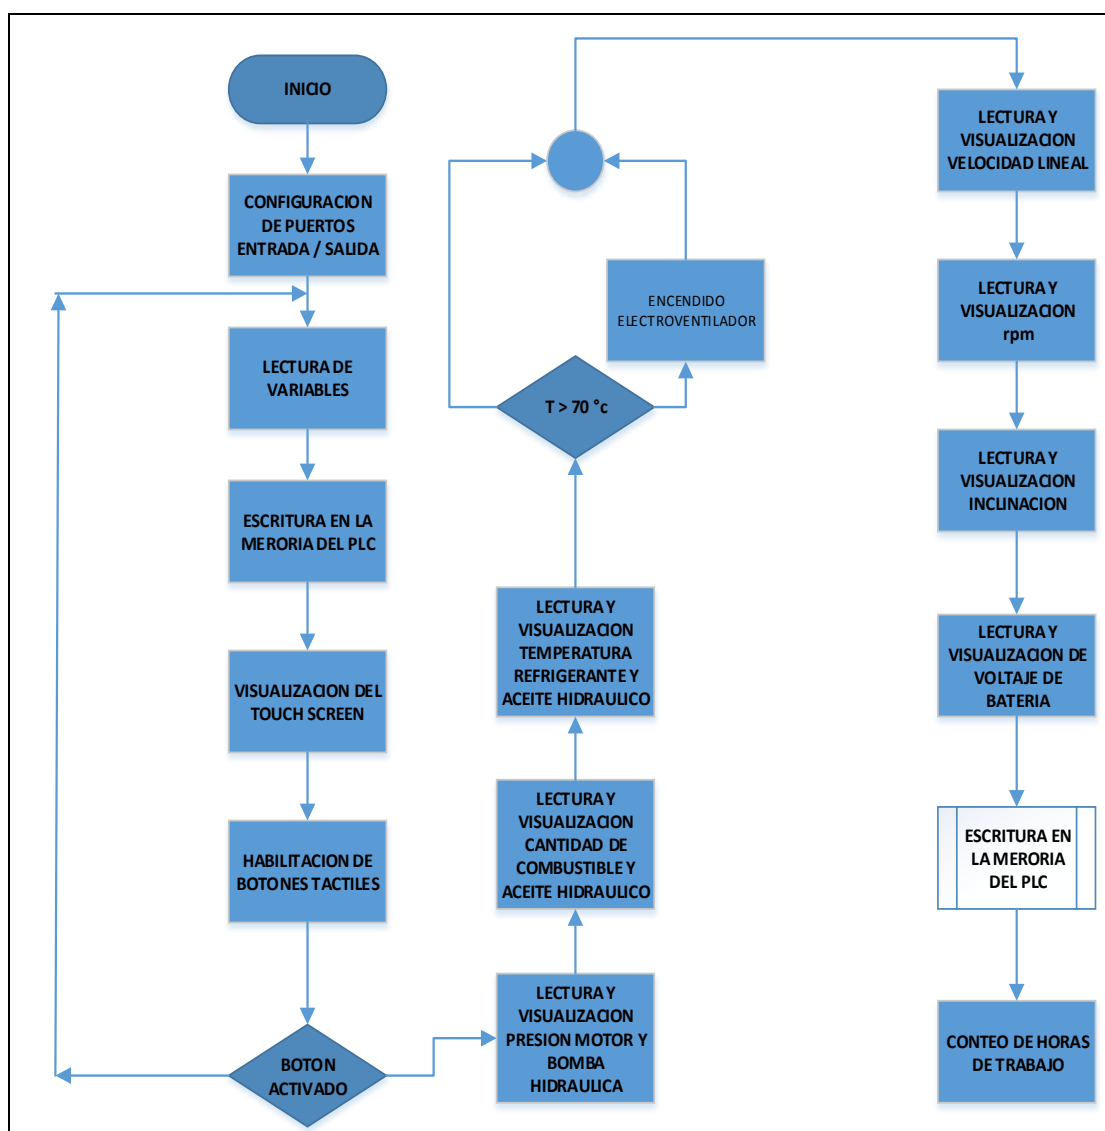 INICIO
CONFIGURACION
DE PUERTOS
ENTRADA / SALIDA
LECTURA DE
VARIABLES
ESCRITURA EN LA
MERORIA DEL PLC
VISUALIZACION DEL
TOUCH SCREEN
HABILITACION DE
BOTONES TACTILES
BOTON
ACTIVADO
LECTURA Y
VISUALIZACION
PRESION MOTOR Y
BOMBA
HIDRAULICA
LECTURA Y
VISUALIZACION
CANTIDAD DE
COMBUSTIBLE Y
ACEITE HIDRAULICO
LECTURA Y
VISUALIZACION
TEMPERATURA
REFRIGERANTE Y
ACEITE HIDRAULICO
T > 70 °c
ENCENDIDO
ELECTROVENTILADOR
LECTURA Y
VISUALIZACION
VELOCIDAD LINEAL
LECTURA Y
VISUALIZACION
rpm
LECTURA Y
VISUALIZACION
INCLINACION
LECTURA Y
VISUALIZACION DE
VOLTAJE DE
BATERIA
ESCRITURA EN
LA MERORIA
DEL PLC
CONTEO DE HORAS
DE TRABAJO